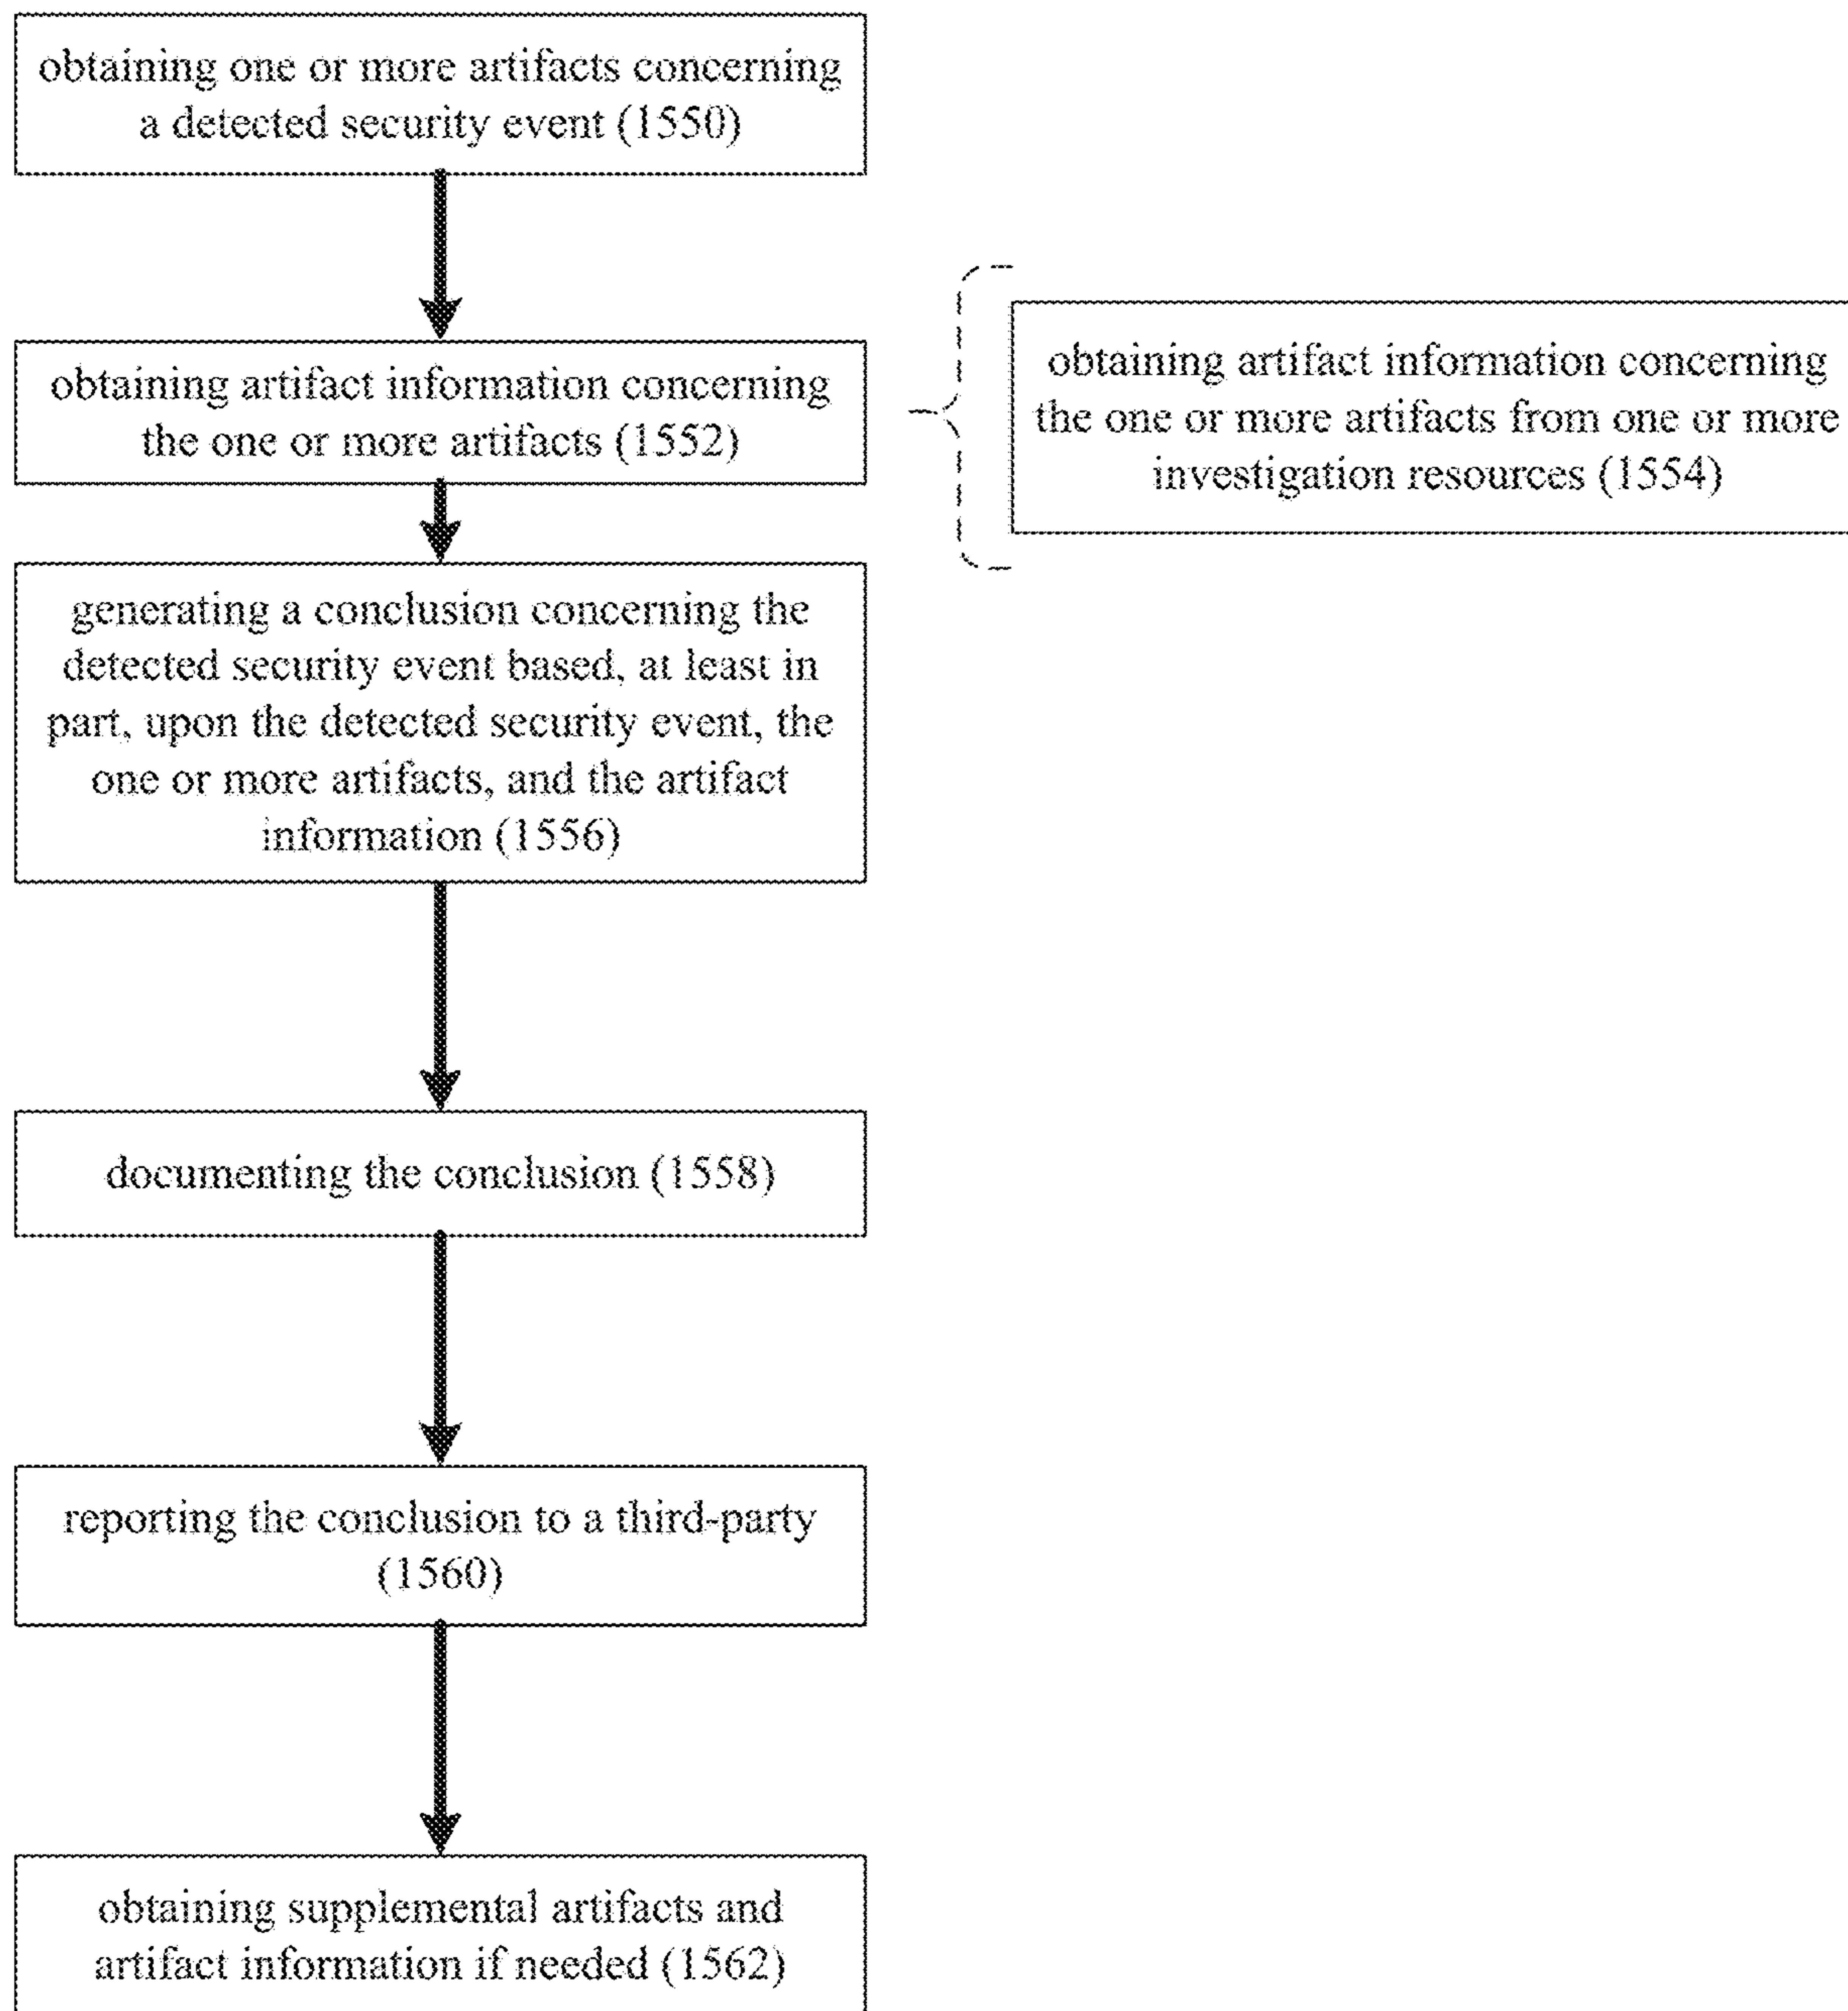 obtaining one or more artifacts concerning
a detected security event (1550)
obtaining artifact information concerning
the one or more artifacts (1552)
obtaining artifact information concerning
the one or more artifacts from one or more
investigation resources (1554)
generating a conclusion concerning the
detected security event based, at least in
part, upon the detected security event, the
one or more artifacts, and the artifact
information (1556)
documenting the conclusion (1558)
reporting the conclusion to a third-party
(1560)
obtaining supplemental artifacts and
artifact information if needed (1562)